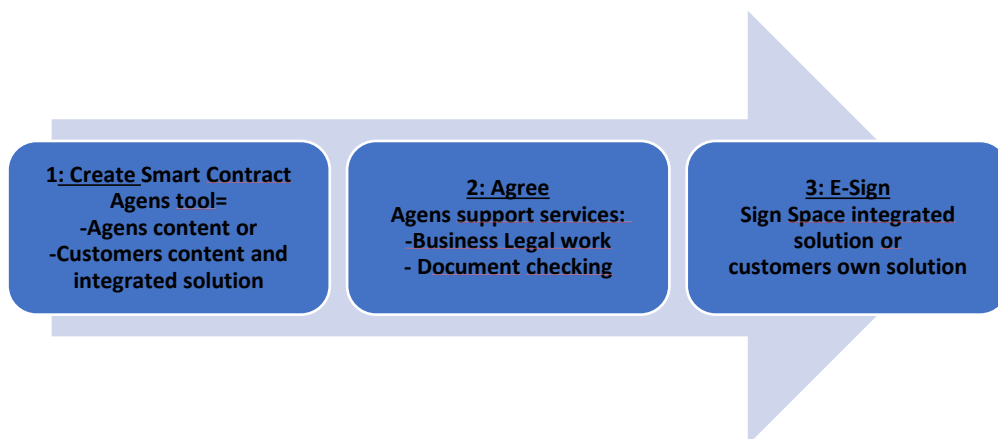 1: Create Smart Contract
Agens tool=
-Agens content or
-Customers content and
integrated solution
2: Agree
Agens support services:
-Business Legal work
- Document checking
3: E-Sign
Sign Space integrated
solution or
customers own solution